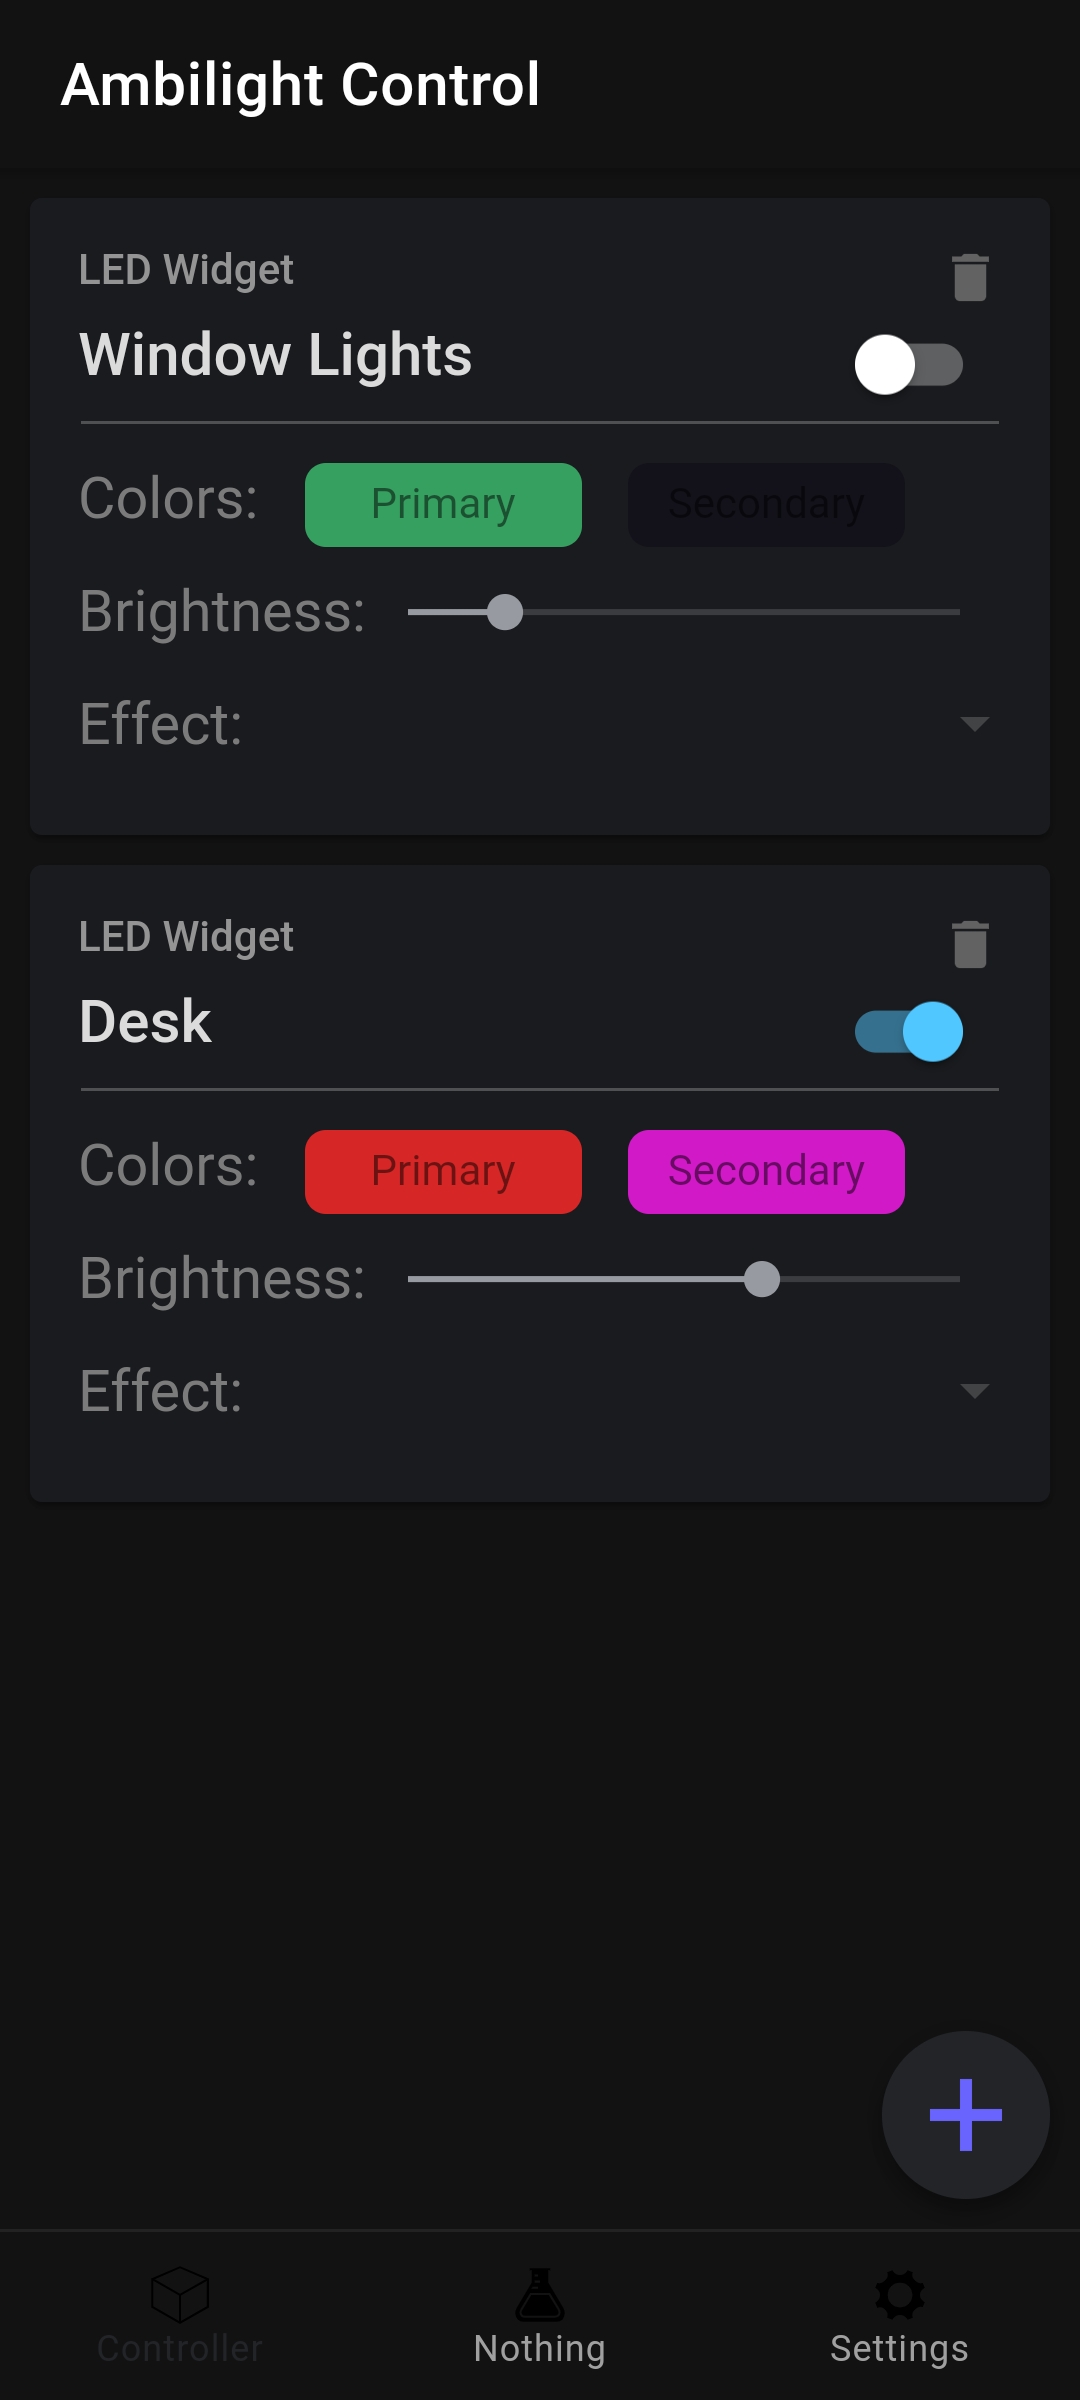 Ambilight Control
LED Widget
Window Lights
Colors: Primary Secondary
Brightness:
Effect:
LED Widget
Desk
Colors: Primary Secondary
Brightness:
Effect:
Controller Nothing Settings